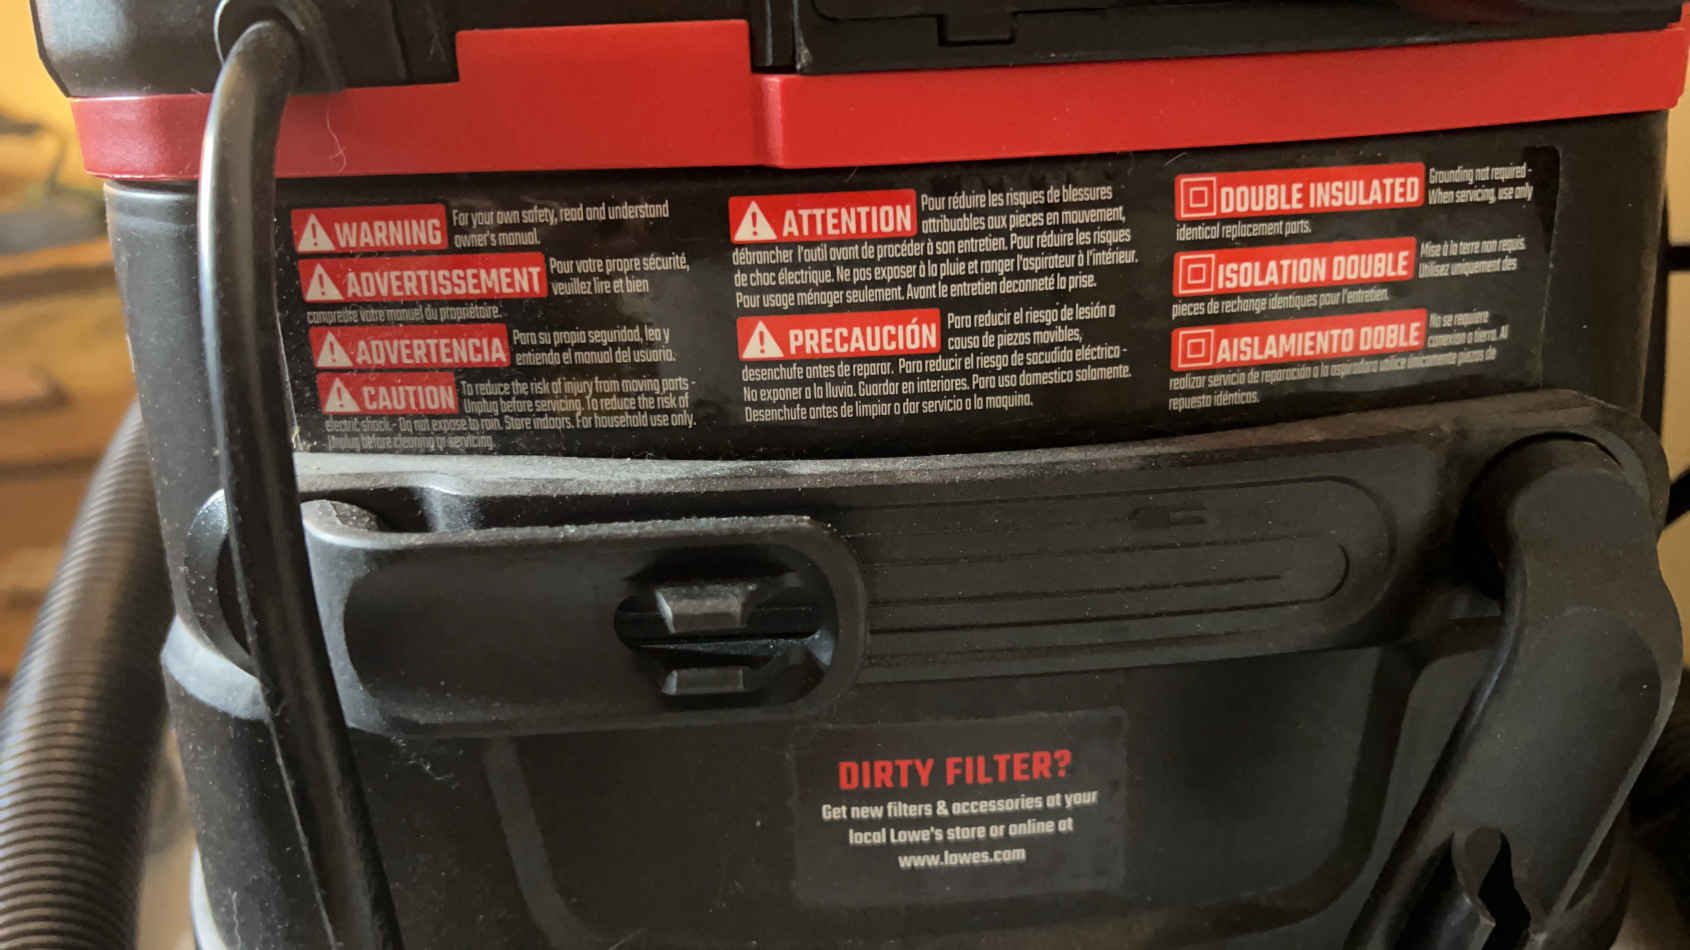 WARNING For your own safety, read and understand
owner's manual.
ADVERTISSEMENT Pour votre propre sécurité,
veuillez lire et bien
compredre votre manuel du propriétaire.
ADVERTENCIA Para su propia seguridad, lea y
entienda el manual del usuario.
CAUTION To reduce the risk of injury from moving parts -
Unplug before servicing. To reduce the risk of
electric shock - Do not expose to rain. Store indoors. For household use only.
Unplug before cleaning or servicing.
ATTENTION Pour réduire les risques de blessures
attribuables aux pièces en mouvement,
débrancher l'outil avant de procéder à son entretien. Pour réduire les risques
de choc électrique. Ne pas exposer à la pluie et ranger l'aspirateur à l'intérieur.
Pour usage ménager seulement. Avant le entretien deconneté la prise.
PRECAUCIÓN Para reducir el riesgo de lesión a
causa de piezas movibles,
desenchufe antes de reparar. Para reducir el riesgo de sacudida eléctrica -
No exponer a la lluvia. Guardar en interiores. Para uso domestico solamente.
Desenchufe antes de limpiar o dar servicio a la maquina.
DOUBLE INSULATED Grounding not required -
When servicing, use only
identical replacement parts.
ISOLATION DOUBLE Mise à la terre non requis.
Utilisez uniquement des
pieces de rechange identiques pour l'entretien.
AISLAMIENTO DOBLE No se requiere
conexion a tierra. Al
realizar servicio de reparación a la aspiradora utilice únicamente piezas de
repuesto idénticas.
DIRTY FILTER?
Get new filters & accessories at your
local Lowe's store or online at
www.lowes.com